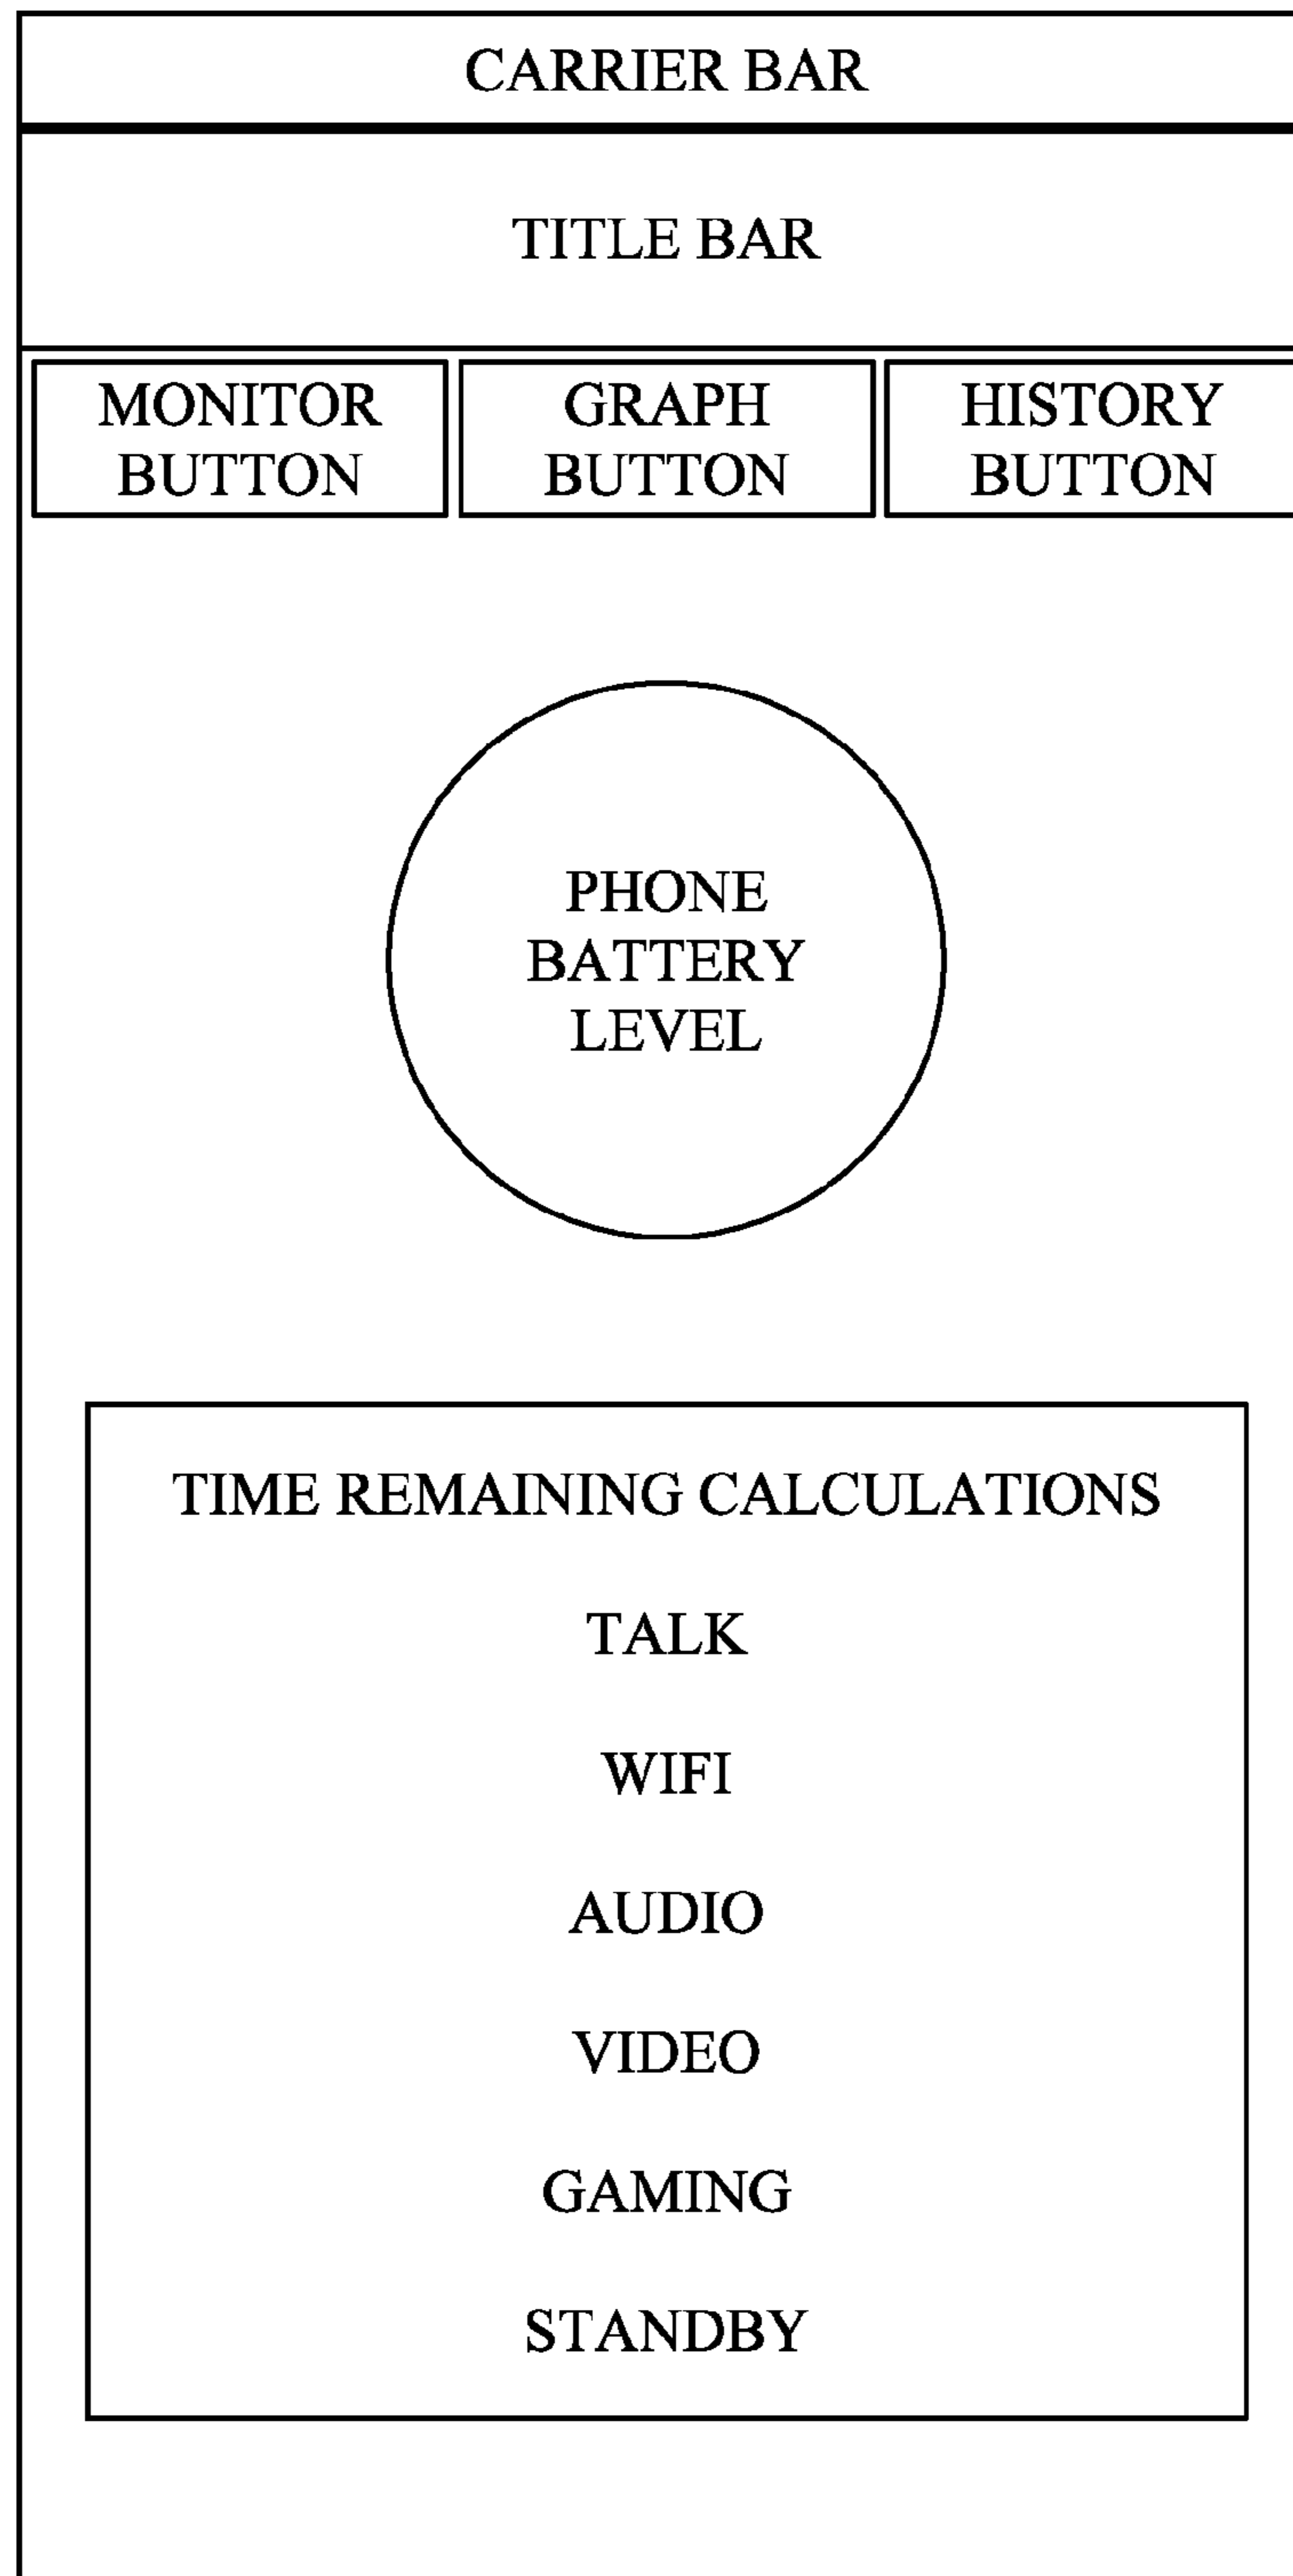 CARRIER BAR
TITLE BAR
MONITOR
BUTTON
GRAPH
BUTTON
HISTORY
BUTTON
PHONE
BATTERY
LEVEL
TIME REMAINING CALCULATIONS
TALK
WIFI
AUDIO
VIDEO
GAMING
STANDBY